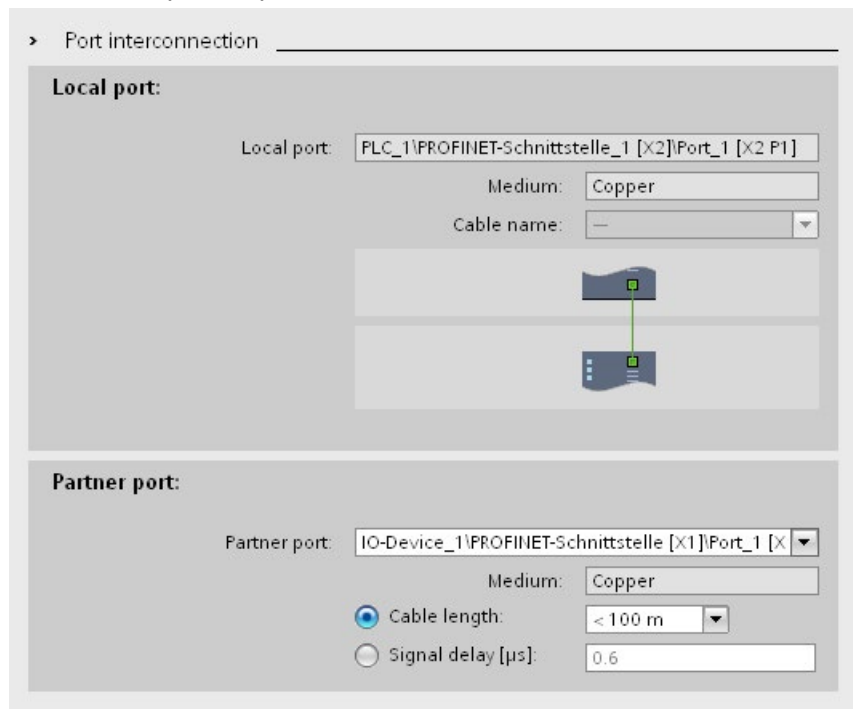 Port interconnection
Local port:
Local port: PLC_1\PROFINET-Schnittstelle_1 [X2]\Port_1 [X2 P1]
Medium: Copper
Cable name: —
Partner port:
Partner port: IO-Device_1\PROFINET-Schnittstelle [X1]\Port_1 [X
Medium: Copper
Cable length: < 100 m
Signal delay [µs]: 0.6